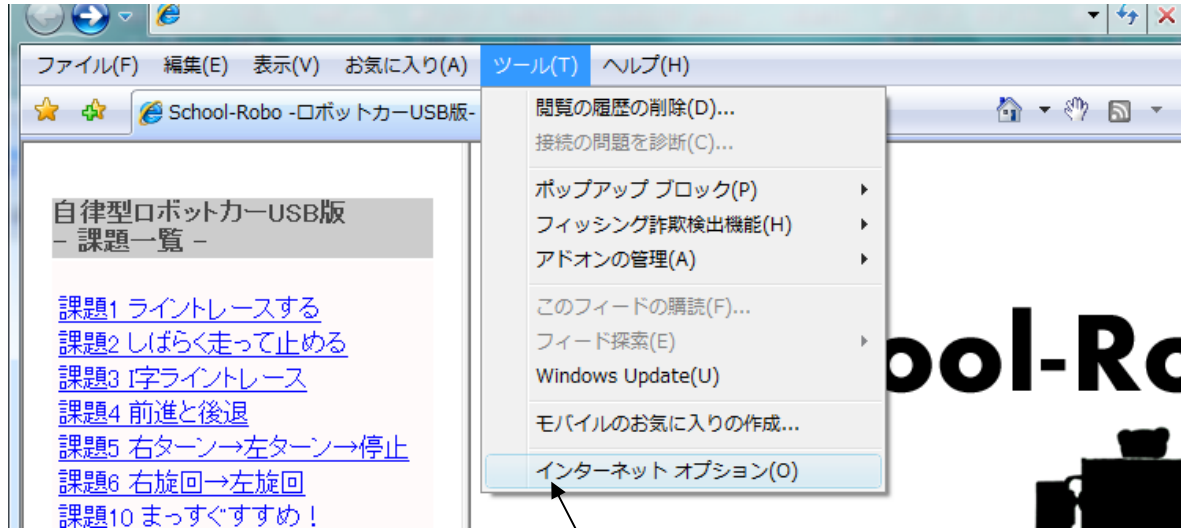 ファイル(F) 編集(E) 表示(V) お気に入り(A) ツール(T) ヘルプ(H)
School-Robo -ロボットカーUSB版-
閲覧の履歴の削除(D)...
接続の問題を診断(C)...
ポップアップ ブロック(P)
フィッシング詐欺検出機能(H)
アドオンの管理(A)
このフィードの購読(F)...
フィード探索(E)
Windows Update(U)
モバイルのお気に入りの作成...
インターネット オプション(O)
自律型ロボットカーUSB版
- 課題一覧 -
課題1 ライントレースする
課題2 しばらく走って止める
課題3 I字ライントレース
課題4 前進と後退
課題5 右ターン→左ターン→停止
課題6 右旋回→左旋回
課題10 まっすぐすすめ！
ool-Ro